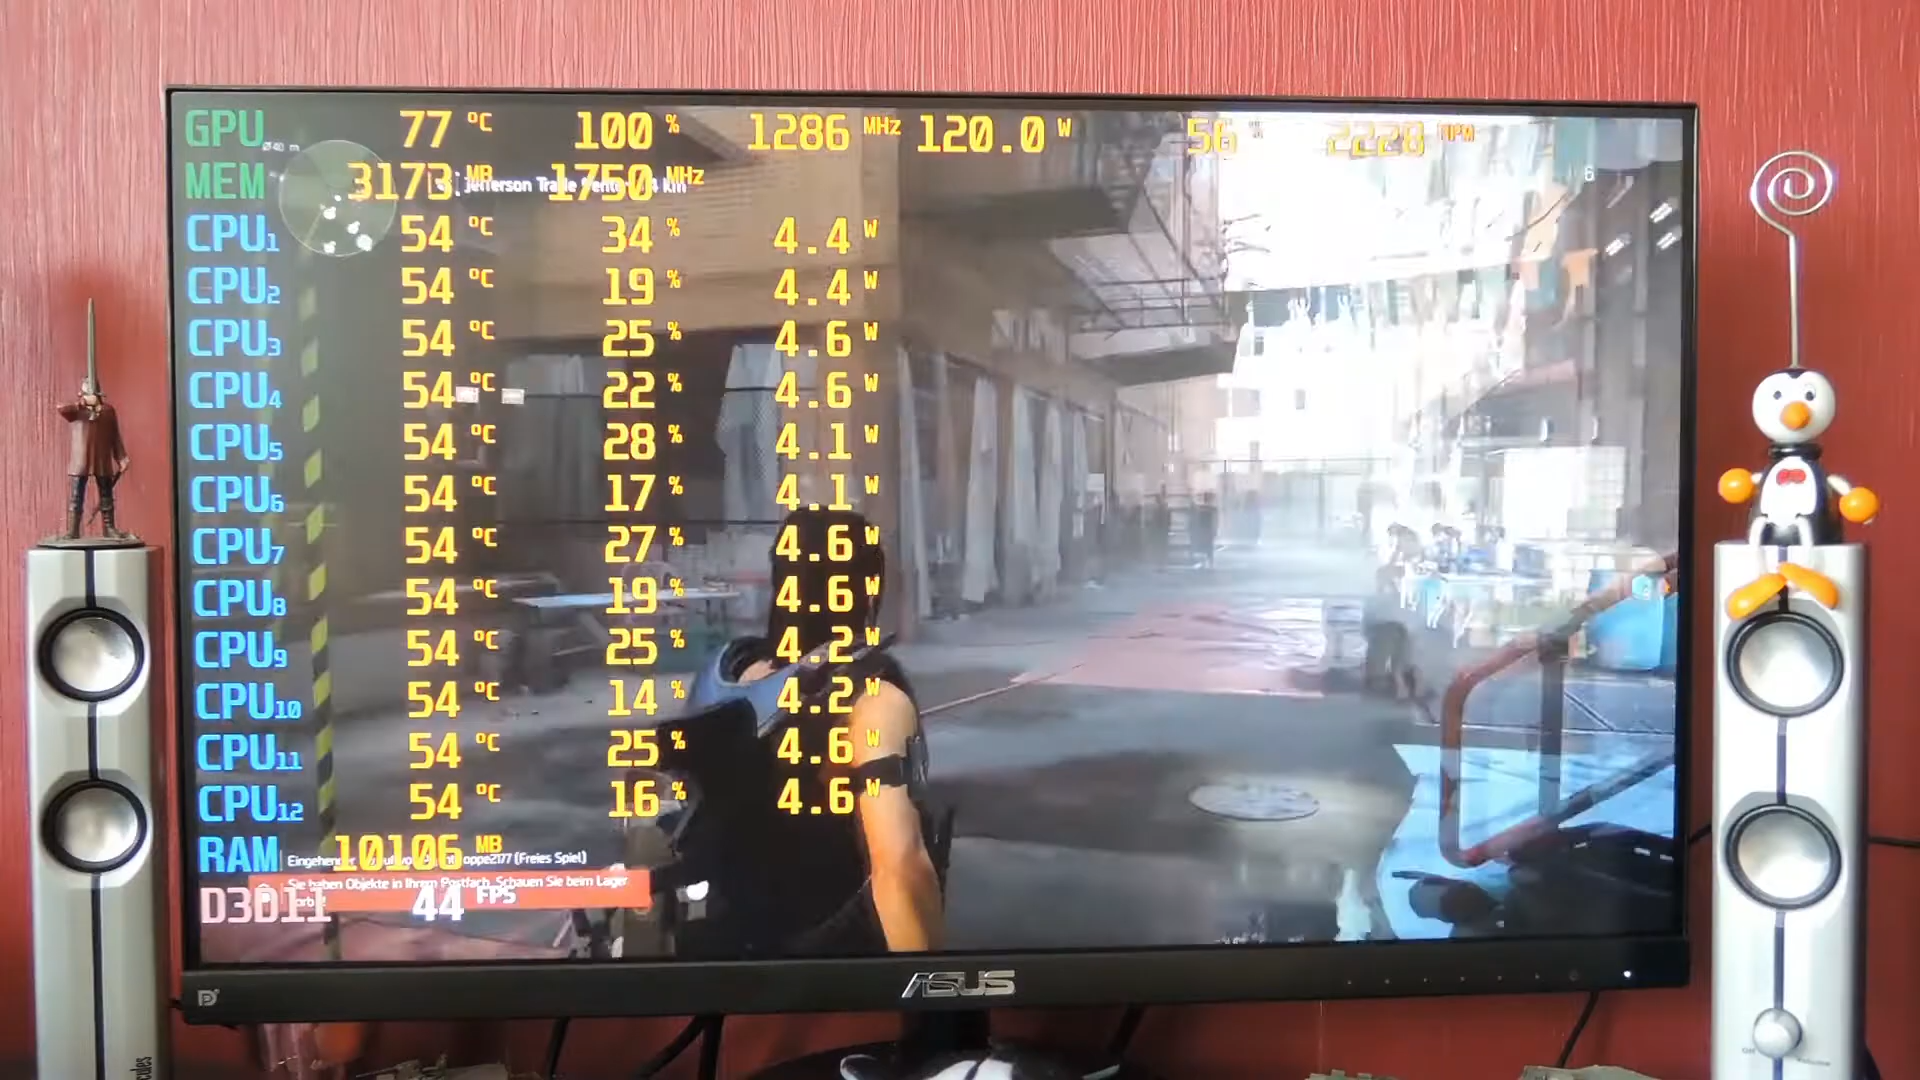 GPU 77 °C 100 % 1286 MHz 120.0 W 56 % 2228 RPM
MEM 3173 MB 1750 MHz
Jefferson Trade Center
CPU1 54 °C 34 % 4.4 W
CPU2 54 °C 19 % 4.4 W
CPU3 54 °C 25 % 4.6 W
CPU4 54 °C 22 % 4.6 W
CPU5 54 °C 28 % 4.1 W
CPU6 54 °C 17 % 4.1 W
CPU7 54 °C 27 % 4.6 W
CPU8 54 °C 19 % 4.6 W
CPU9 54 °C 25 % 4.2 W
CPU10 54 °C 14 % 4.2 W
CPU11 54 °C 25 % 4.6 W
CPU12 54 °C 16 % 4.6 W
RAM 10106 MB
Eingehender (Freies Spiel)
Sie haben Objekte in Ihrem Postfach. Schauen Sie beim Lager
D3D11 44 FPS
ASUS